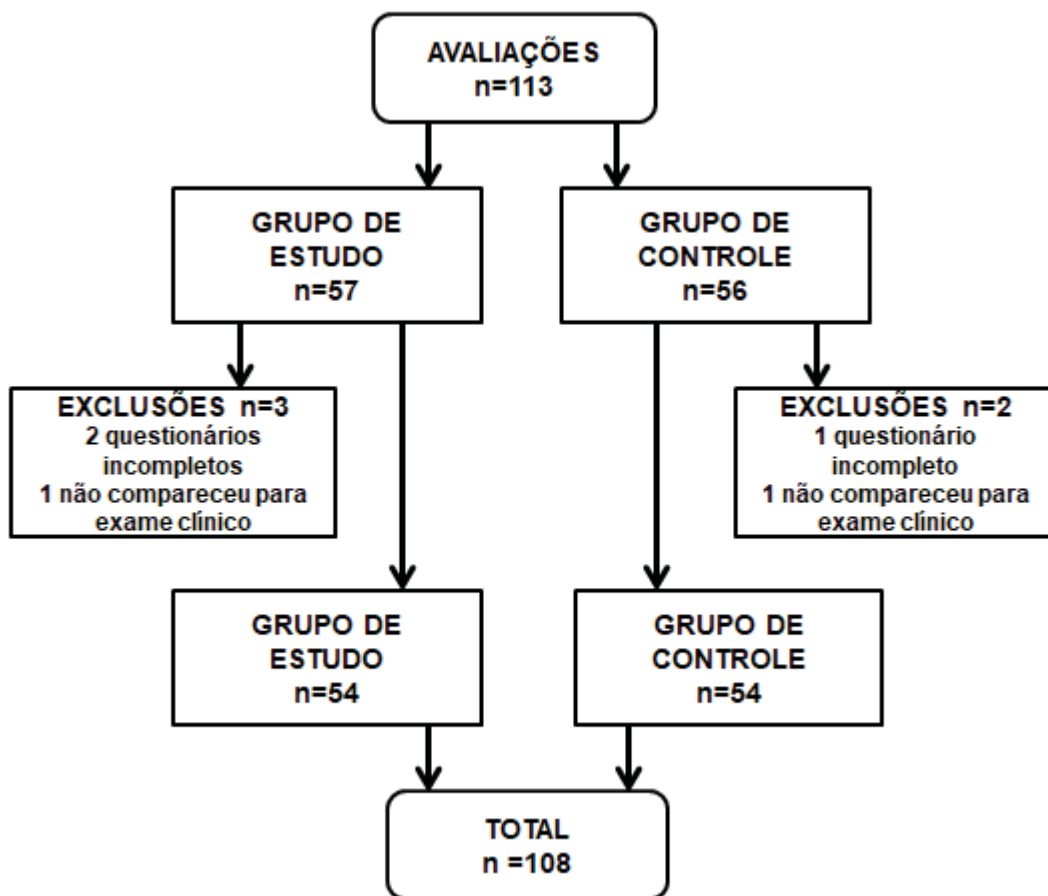 AVALIAÇÕES
n=113
GRUPO DE
ESTUDO
n=57
GRUPO DE
CONTROLE
n=56
EXCLUSÕES n=3
2 questionários
incompletos
1 não compareceu para
exame clínico
EXCLUSÕES n=2
1 questionário
incompleto
1 não compareceu para
exame clínico
GRUPO DE
ESTUDO
n=54
GRUPO DE
CONTROLE
n=54
TOTAL
n =108